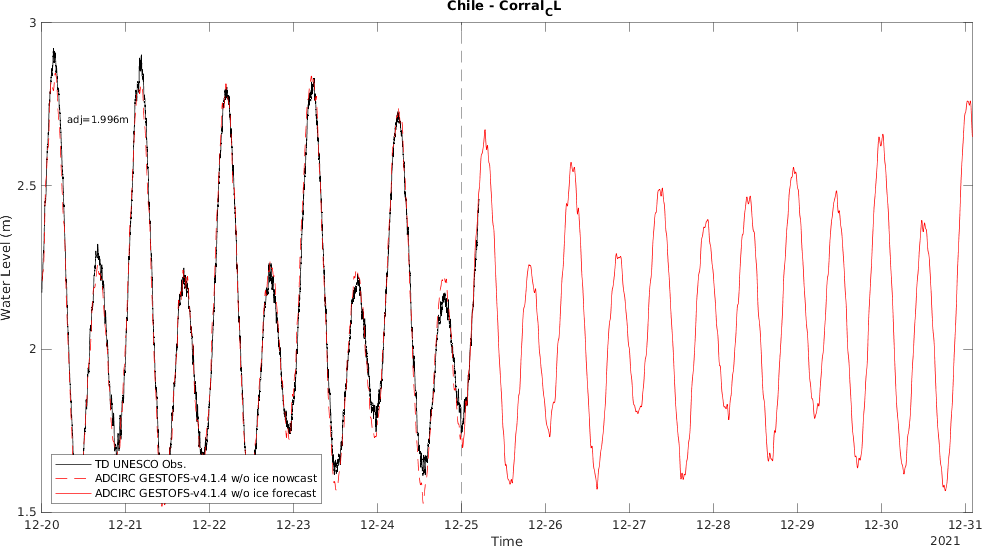 Chile - Corral_CL
3
2.5
2
1.5
Water Level (m)
adj=1.996m
TD UNESCO Obs.
ADCIRC GESTOFS-v4.1.4 w/o ice nowcast
ADCIRC GESTOFS-v4.1.4 w/o ice forecast
12-20 12-21 12-22 12-23 12-24 12-25 12-26 12-27 12-28 12-29 12-30 12-31
Time
2021